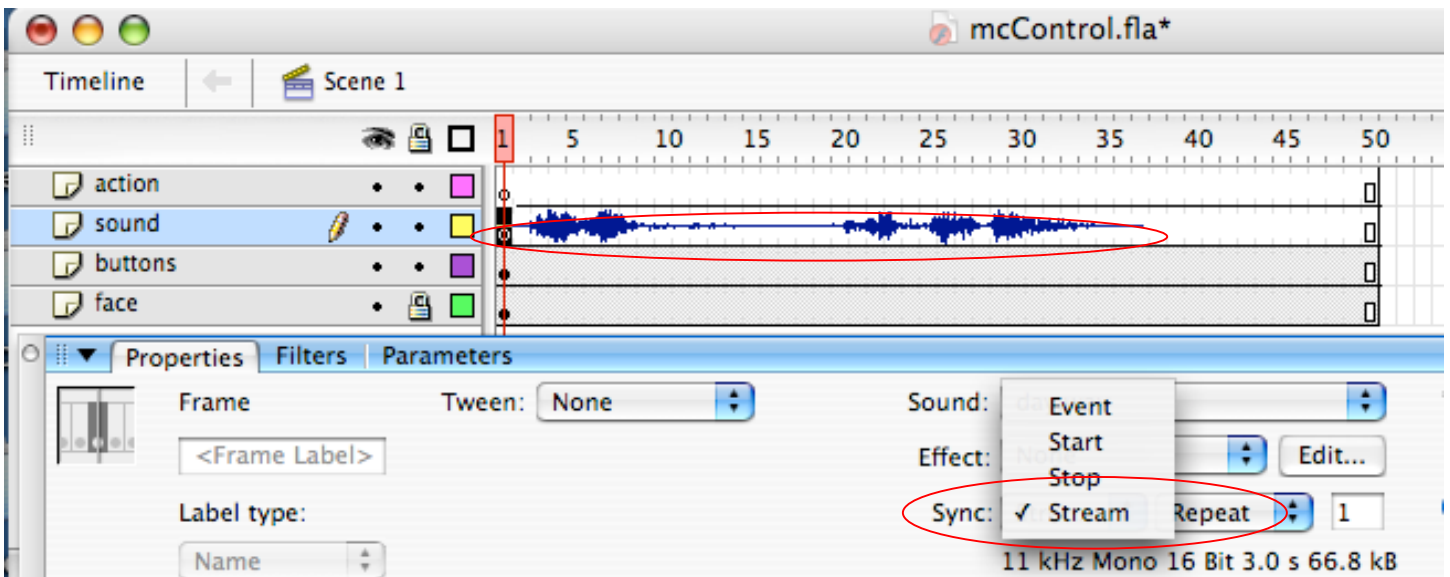 mcControl.fla*
Timeline Scene 1
1 5 10 15 20 25 30 35 40 45 50
action
sound
buttons
face
Properties Filters Parameters
Frame Tween: None Sound: Event
<Frame Label> Effect: Start Edit...
Stop
Label type: Sync: ✓ Stream Repeat 1
Name 11 kHz Mono 16 Bit 3.0 s 66.8 kB